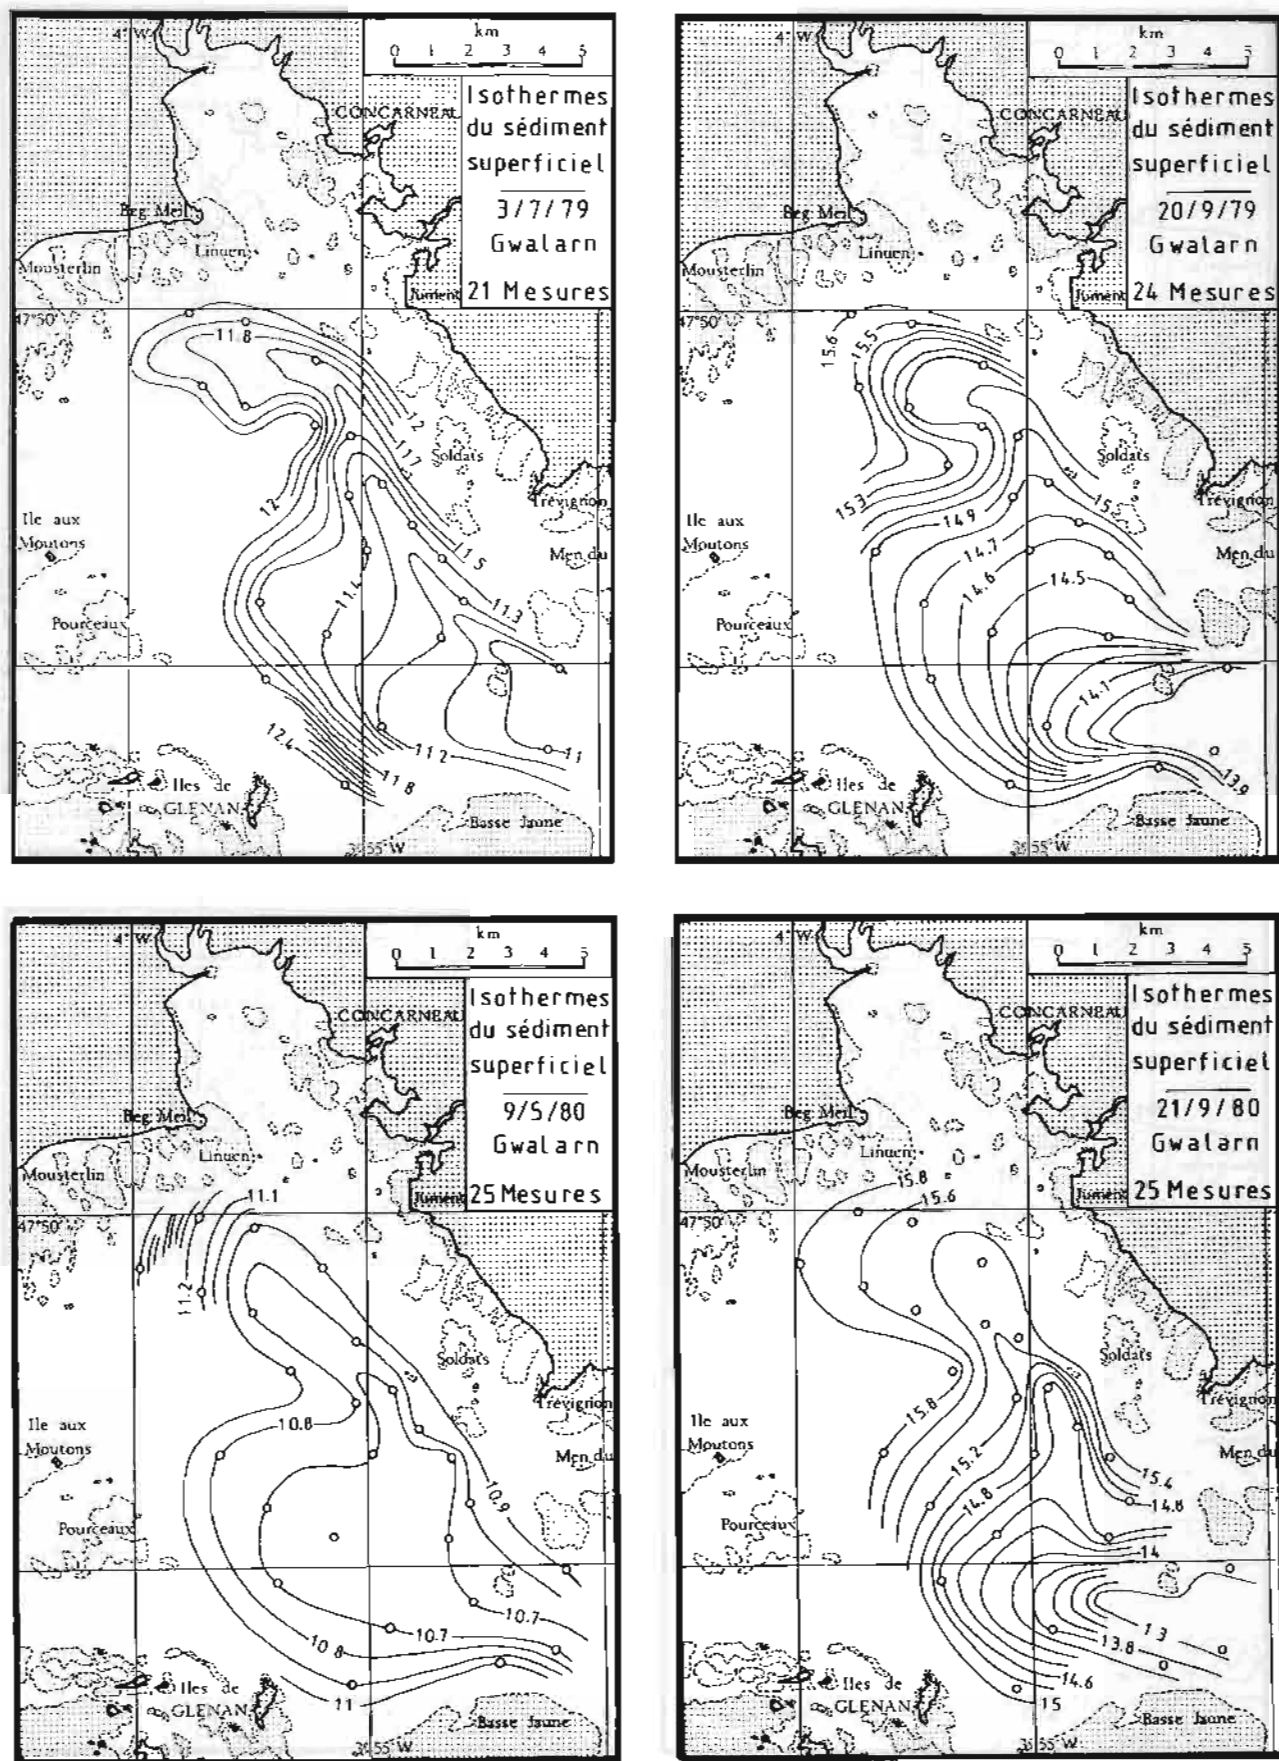 4° W
km
0 1 2 3 4 5
Isothermes
du sédiment
superficiel
3/7/79
Gwalarn
21 Mesures
CONCARNEAU
Beg Meil
Linuen
Mousterlin
Jument
47°50'
11.8
12
11.7
Soldats
12
Trévignon
Ile aux
Moutons
11.5
Men du
11.4
11.3
Pourceaux
12.4
11.2
11
11.8
Iles de
GLENAN
Basse Jaune
3°55' W
4° W
km
0 1 2 3 4 5
Isothermes
du sédiment
superficiel
20/9/79
Gwalarn
24 Mesures
CONCARNEAU
Beg Meil
Linuen
Mousterlin
Jument
47°50'
15.6
15.5
Soldats
15.3
14.9
15.2
Trévignon
Ile aux
Moutons
14.7
Men du
14.6
14.5
Pourceaux
14.1
13.9
Iles de
GLENAN
Basse Jaune
3°55' W
4° W
km
0 1 2 3 4 5
Isothermes
du sédiment
superficiel
9/5/80
Gwalarn
25 Mesures
CONCARNEAU
Beg Meil
Linuen
Mousterlin
Jument
11.1
47°50'
11.2
Soldats
Trévignon
Ile aux
Moutons
10.8
Men du
10.9
Pourceaux
10.7
10.8
10.7
11
Iles de
GLENAN
Basse Jaune
3°55' W
4° W
km
0 1 2 3 4 5
Isothermes
du sédiment
superficiel
21/9/80
Gwalarn
25 Mesures
CONCARNEAU
Beg Meil
Linuen
Mousterlin
Jument
15.8
15.6
47°50'
Soldats
15.8
Trévignon
Ile aux
Moutons
15.2
15.4
Men du
14.8
14.8
Pourceaux
14
13
13.8
14.6
15
Iles de
GLENAN
Basse Jaune
3°55' W